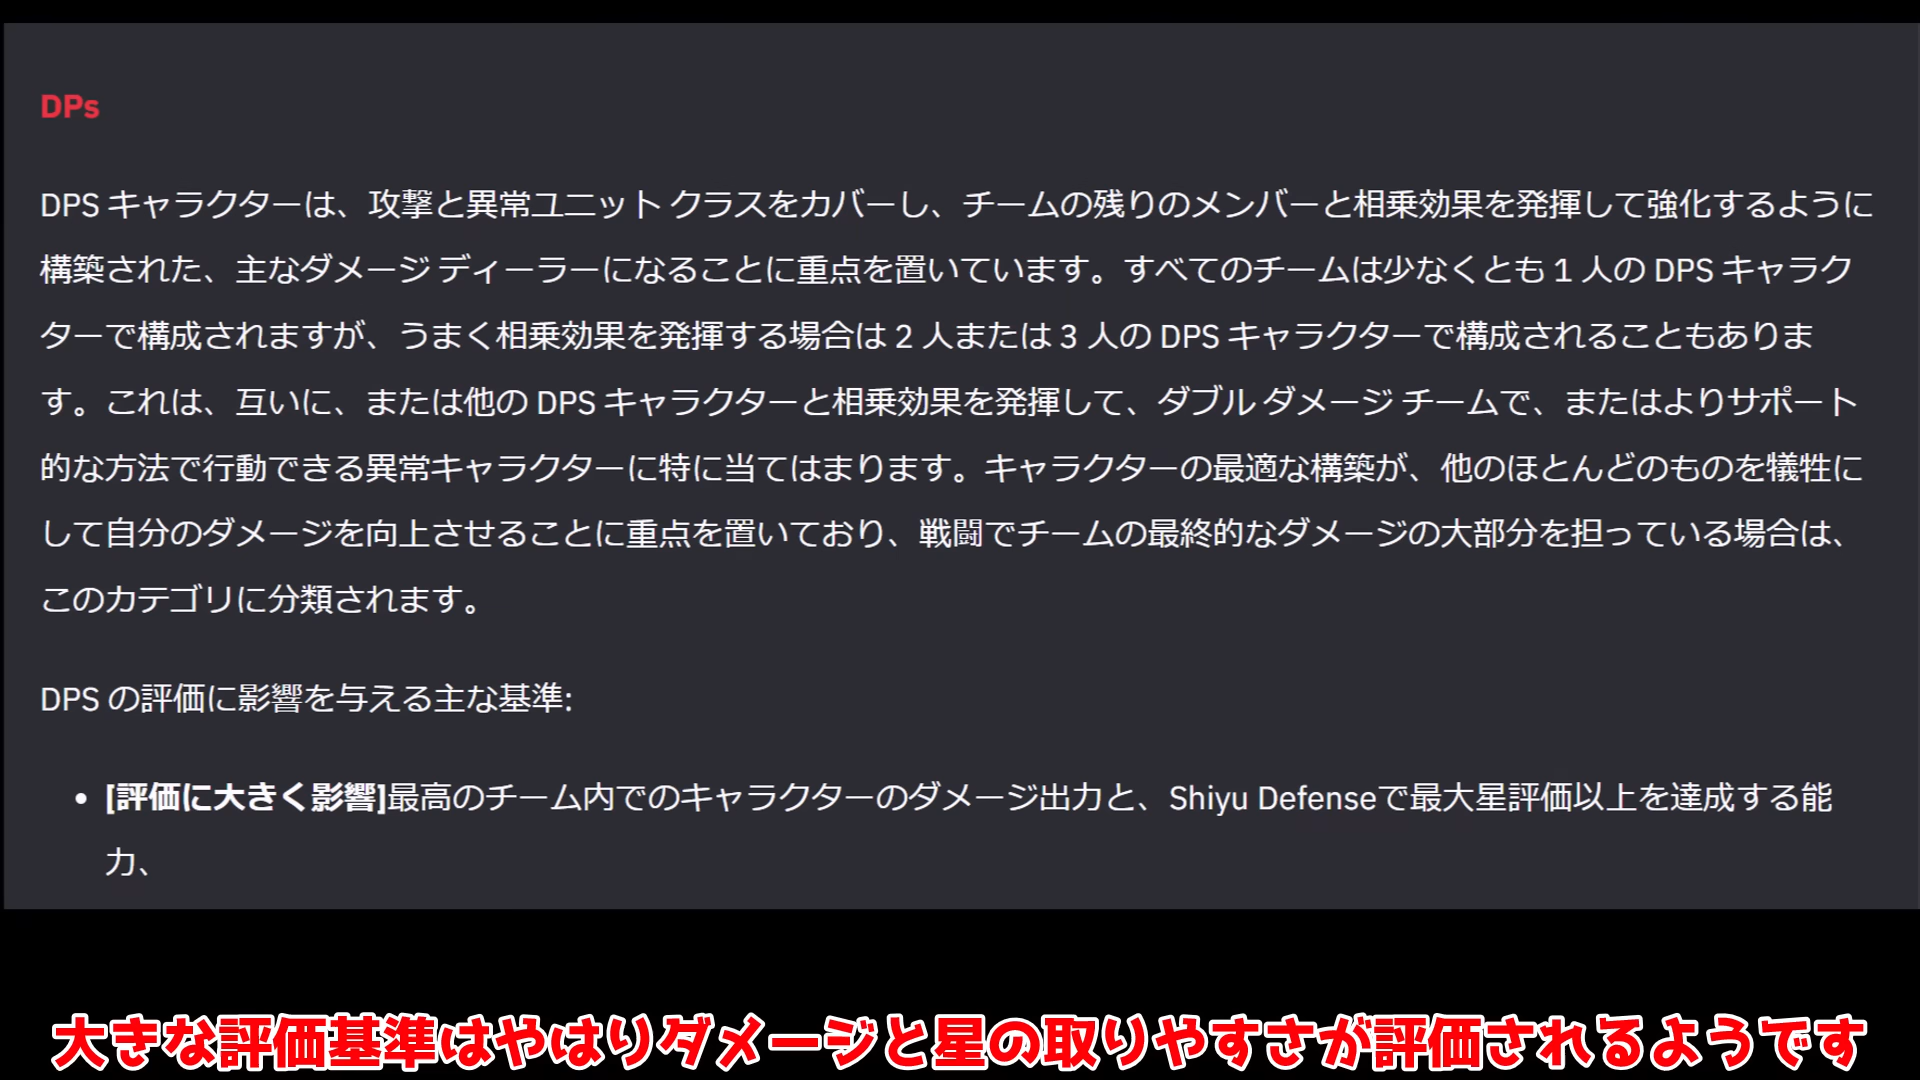 DPs
DPS キャラクターは、攻撃と異常ユニット クラスをカバーし、チームの残りのメンバーと相乗効果を発揮して強化するように
構築された、主なダメージ ディーラーになることに重点を置いています。すべてのチームは少なくとも 1 人の DPS キャラク
ターで構成されますが、うまく相乗効果を発揮する場合は 2 人または 3 人の DPS キャラクターで構成されることもありま
す。これは、互いに、または他の DPS キャラクターと相乗効果を発揮して、ダブル ダメージ チームで、またはよりサポート
的な方法で行動できる異常キャラクターに特に当てはまります。キャラクターの最適な構築が、他のほとんどのものを犠牲に
して自分のダメージを向上させることに重点を置いており、戦闘でチームの最終的なダメージの大部分を担っている場合は、
このカテゴリに分類されます。
DPS の評価に影響を与える主な基準:
• [評価に大きく影響]最高のチーム内でのキャラクターのダメージ出力と、Shiyu Defenseで最大星評価以上を達成する能
力、
大きな評価基準はやはりダメージと星の取りやすさが評価されるようです